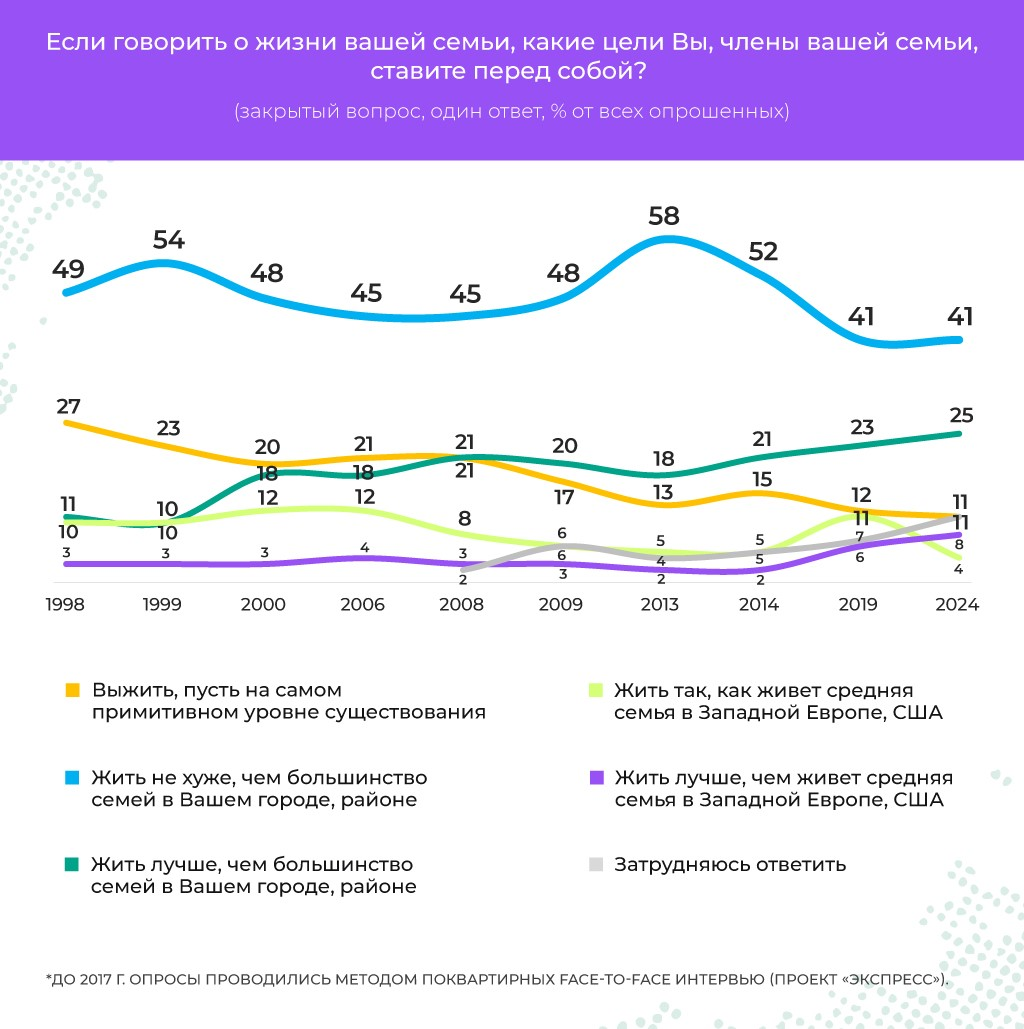 Если говорить о жизни вашей семьи, какие цели Вы, члены вашей семьи,
ставите перед собой?
(закрытый вопрос, один ответ, % от всех опрошенных)
49 54 48 45 45 48 58 52 41 41
27 23 20 21 21 20 18 21 23 25
11 10 18 18 21 17 13 15 12 11
10 10 12 12 8 6 5 5 11 11
3 3 3 4 3 6 4 5 7 8
2 3 2 2 6 4
1998 1999 2000 2006 2008 2009 2013 2014 2019 2024
Выжить, пусть на самом
примитивном уровне существования
Жить не хуже, чем большинство
семей в Вашем городе, районе
Жить лучше, чем большинство
семей в Вашем городе, районе
Жить так, как живет средняя
семья в Западной Европе, США
Жить лучше, чем живет средняя
семья в Западной Европе, США
Затрудняюсь ответить
*ДО 2017 Г. ОПРОСЫ ПРОВОДИЛИСЬ МЕТОДОМ ПОКВАРТИРНЫХ FACE-TO-FACE ИНТЕРВЬЮ (ПРОЕКТ «ЭКСПРЕСС»).